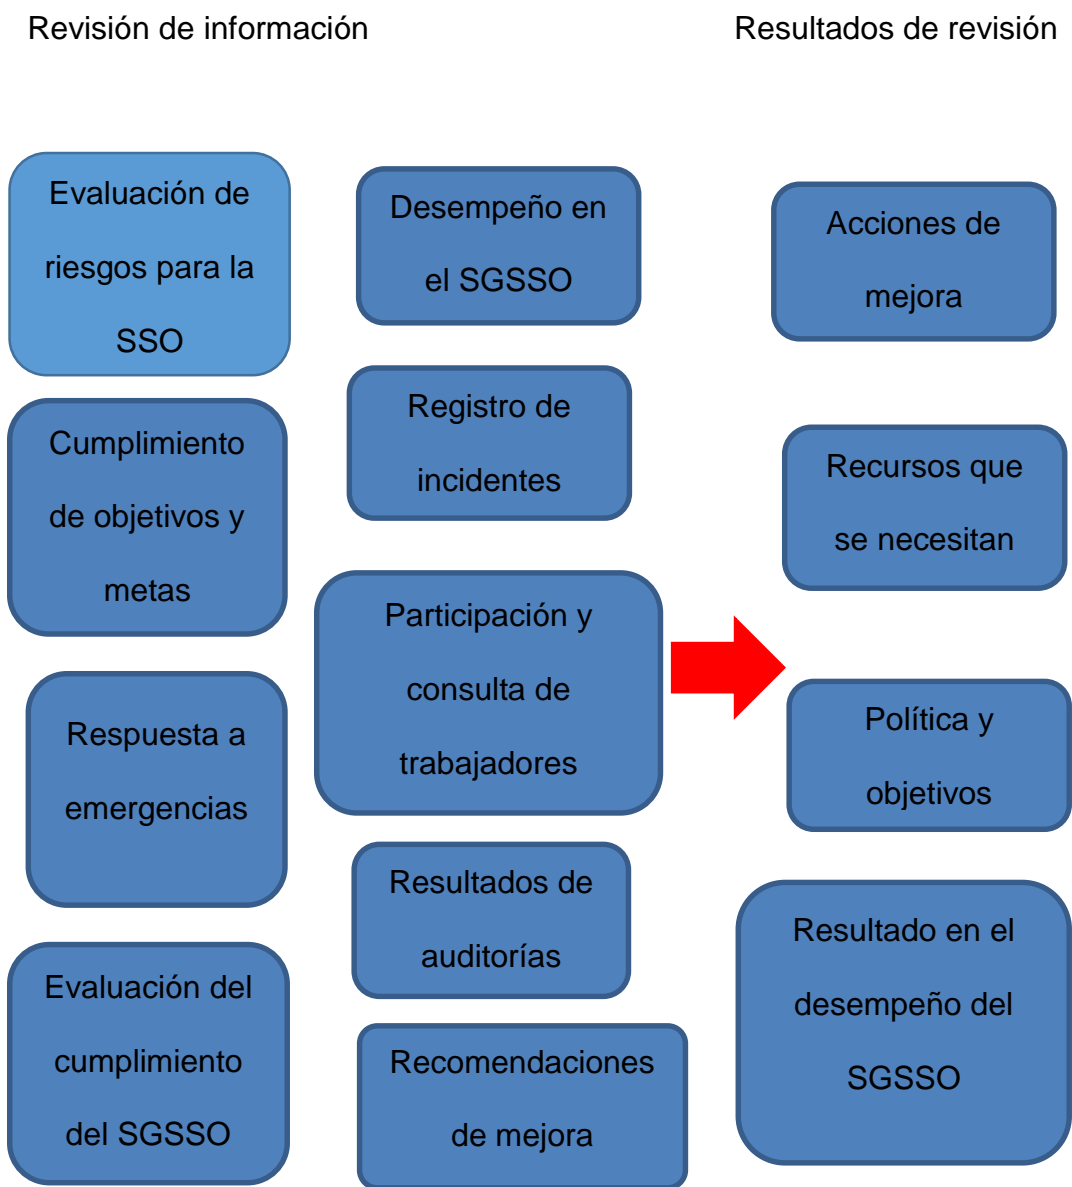 Revisión de información
Resultados de revisión
Evaluación de
riesgos para la
SSO
Cumplimiento
de objetivos y
metas
Respuesta a
emergencias
Evaluación del
cumplimiento
del SGSSO
Desempeño en
el SGSSO
Registro de
incidentes
Participación y
consulta de
trabajadores
Resultados de
auditorías
Recomendaciones
de mejora
Acciones de
mejora
Recursos que
se necesitan
Política y
objetivos
Resultado en el
desempeño del
SGSSO